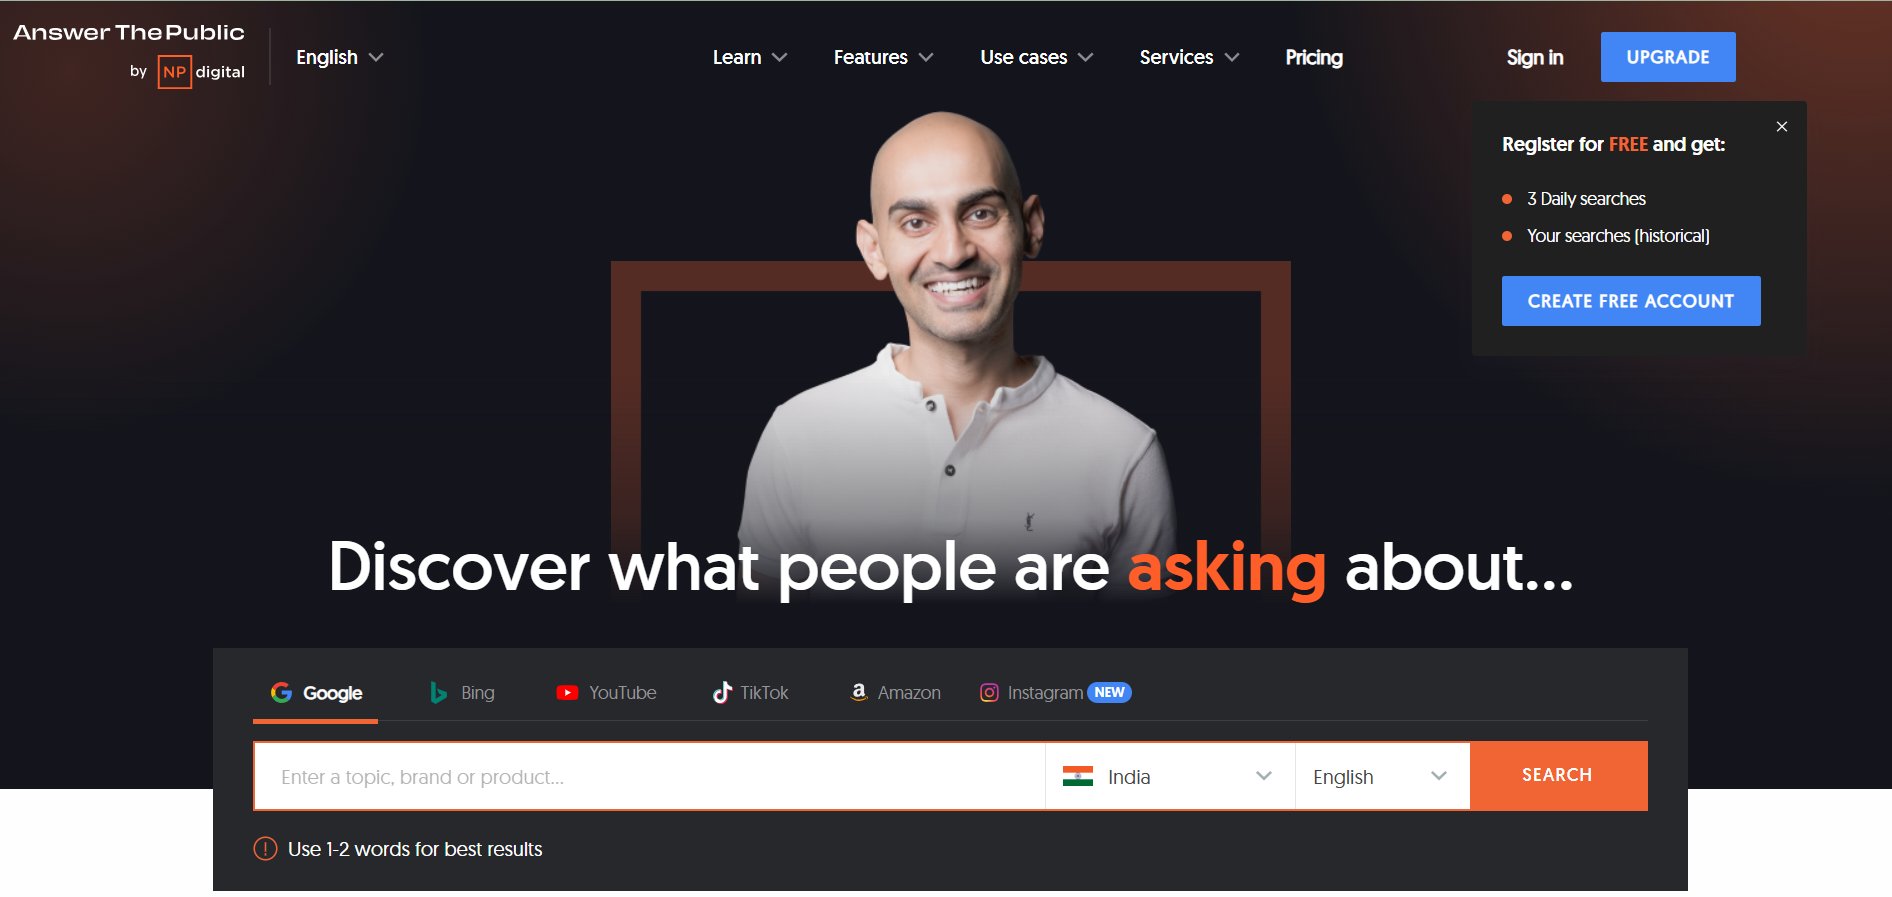 Answer ThePublic
by NP digital
English
Learn
Features
Use cases
Services
Pricing
Sign in
UPGRADE
Register for FREE and get:
3 Daily searches
Your searches (historical)
CREATE FREE ACCOUNT
Discover what people are asking about...
Google
Bing
YouTube
TikTok
Amazon
Instagram NEW
Enter a topic, brand or product...
India
English
SEARCH
Use 1-2 words for best results